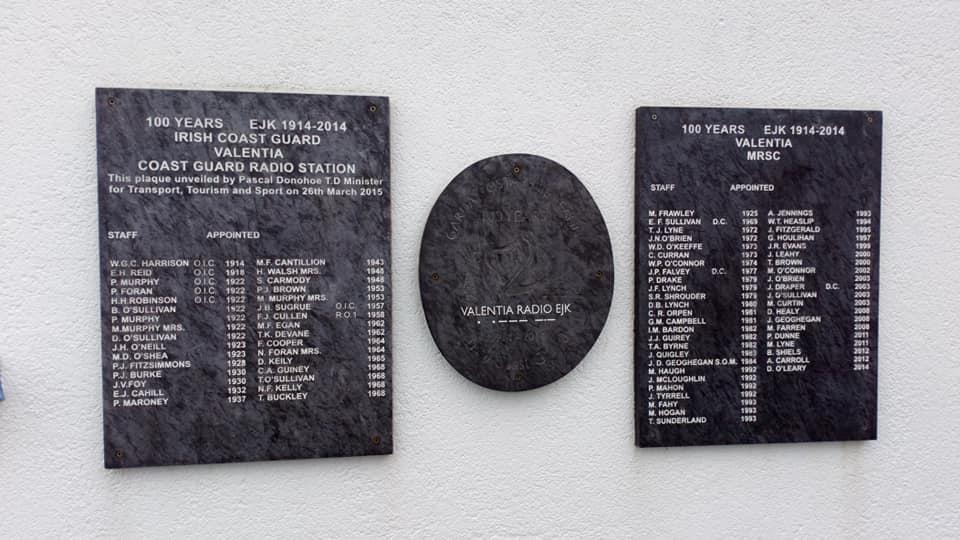 100 YEARS EJK 1914-2014
IRISH COAST GUARD
VALENTIA
COAST GUARD RADIO STATION
This plaque unveiled by Pascal Donohoe T.D Minister
for Transport, Tourism and Sport on 26th March 2015
STAFF APPOINTED
W.G.C. HARRISON O.I.C. 1914
E.H. REID O.I.C. 1918
P. MURPHY O.I.C. 1922
P. FORAN O.I.C. 1922
H.H.ROBINSON O.I.C. 1922
B. O'SULLIVAN 1922
P. MURPHY 1922
M.MURPHY MRS. 1922
D. O'SULLIVAN 1922
J.H. O'NEILL 1923
M.D. O'SHEA 1923
P.J. FITZSIMMONS 1928
P.J. BURKE 1930
J.V.FOY 1930
E.J. CAHILL 1932
P. MARONEY 1937
M.F. CANTILLION 1943
H. WALSH MRS. 1948
S. CARMODY 1948
P.J. BROWN 1953
M. MURPHY MRS. 1953
J.B. SUGRUE O.I.C. 1957
F.J. CULLEN R.O.1 1958
M.F. EGAN 1962
T.K. DEVANE 1962
F. COOPER 1964
N. FORAN MRS. 1964
D. KEILY 1965
C.A. GUINEY 1968
T.O'SULLIVAN 1968
N.F. KELLY 1968
T. BUCKLEY 1968
VALENTIA RADIO EJK
100 YEARS EJK 1914-2014
VALENTIA
MRSC
STAFF APPOINTED
M. FRAWLEY 1925
E. F. SULLIVAN D.C. 1969
T. J. LYNE 1972
J.N.O'BRIEN 1972
W.D. O'KEEFFE
C. CURRAN
W.P. O'CONNOR 1974
J.P. FALVEY D.C. 1977
P. DRAKE 1979
J.F. LYNCH 1979
S.R. SHROUDER 1979
D.B. LYNCH
C. R. ORPEN
G.M. CAMPBELL 1981
I.M. BARDON 1982
J.J. GUIREY
T.A. BYRNE
J. QUIGLEY
J. D. GEOGHEGAN S.O.M. 1984
M. HAUGH 1992
J. MCLOUGHLIN 1992
P. MAHON 1992
J. TYRRELL 1992
M. FAHY 1993
M. HOGAN 1993
T. SUNDERLAND 1993
A. JENNINGS 1993
W.T. HEASLIP 1994
J. FITZGERALD 1995
G. HOULIHAN 1997
J.R. EVANS 1999
J. LEAHY 2000
T. BROWN 2000
M. O'CONNOR 2002
J. O'BRIEN 2003
J. DRAPER D.C. 2003
J. O'SULLIVAN 2003
M. CURTIN
D. HEALY 2008
J. GEOGHEGAN 2008
M. FARREN
P. DUNNE 2011
M. LYNE 2011
B. SHIELS 2012
A. CARROLL 2012
D. O'LEARY 2014